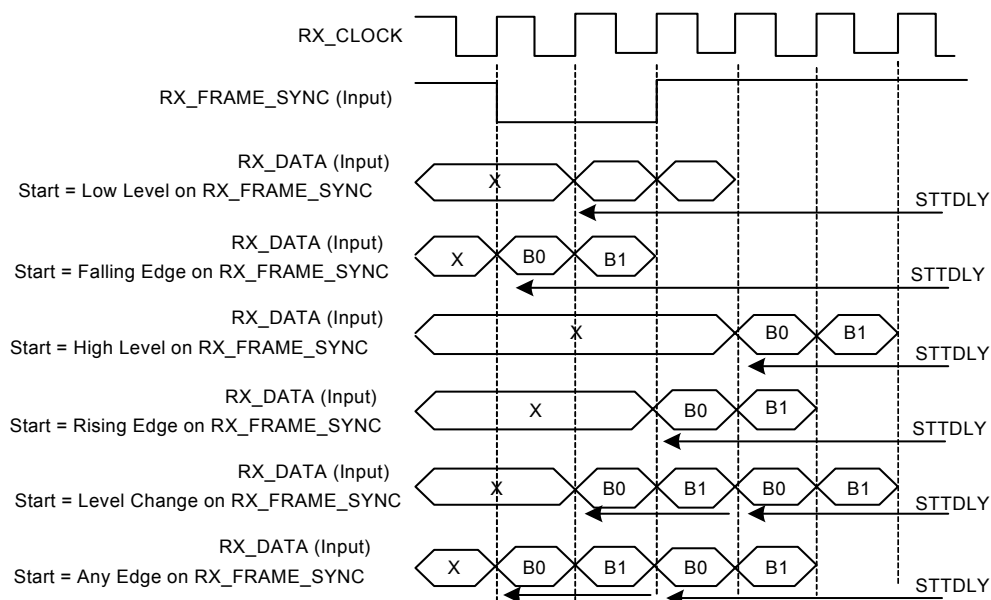 RX_CLOCK
RX_FRAME_SYNC (Input)
RX_DATA (Input)
Start = Low Level on RX_FRAME_SYNC
X
STTDLY
RX_DATA (Input)
Start = Falling Edge on RX_FRAME_SYNC
X B0 B1
STTDLY
RX_DATA (Input)
Start = High Level on RX_FRAME_SYNC
X B0 B1
STTDLY
RX_DATA (Input)
Start = Rising Edge on RX_FRAME_SYNC
X B0 B1
STTDLY
RX_DATA (Input)
Start = Level Change on RX_FRAME_SYNC
X B0 B1 B0 B1
STTDLY
RX_DATA (Input)
Start = Any Edge on RX_FRAME_SYNC
X B0 B1 B0 B1
STTDLY